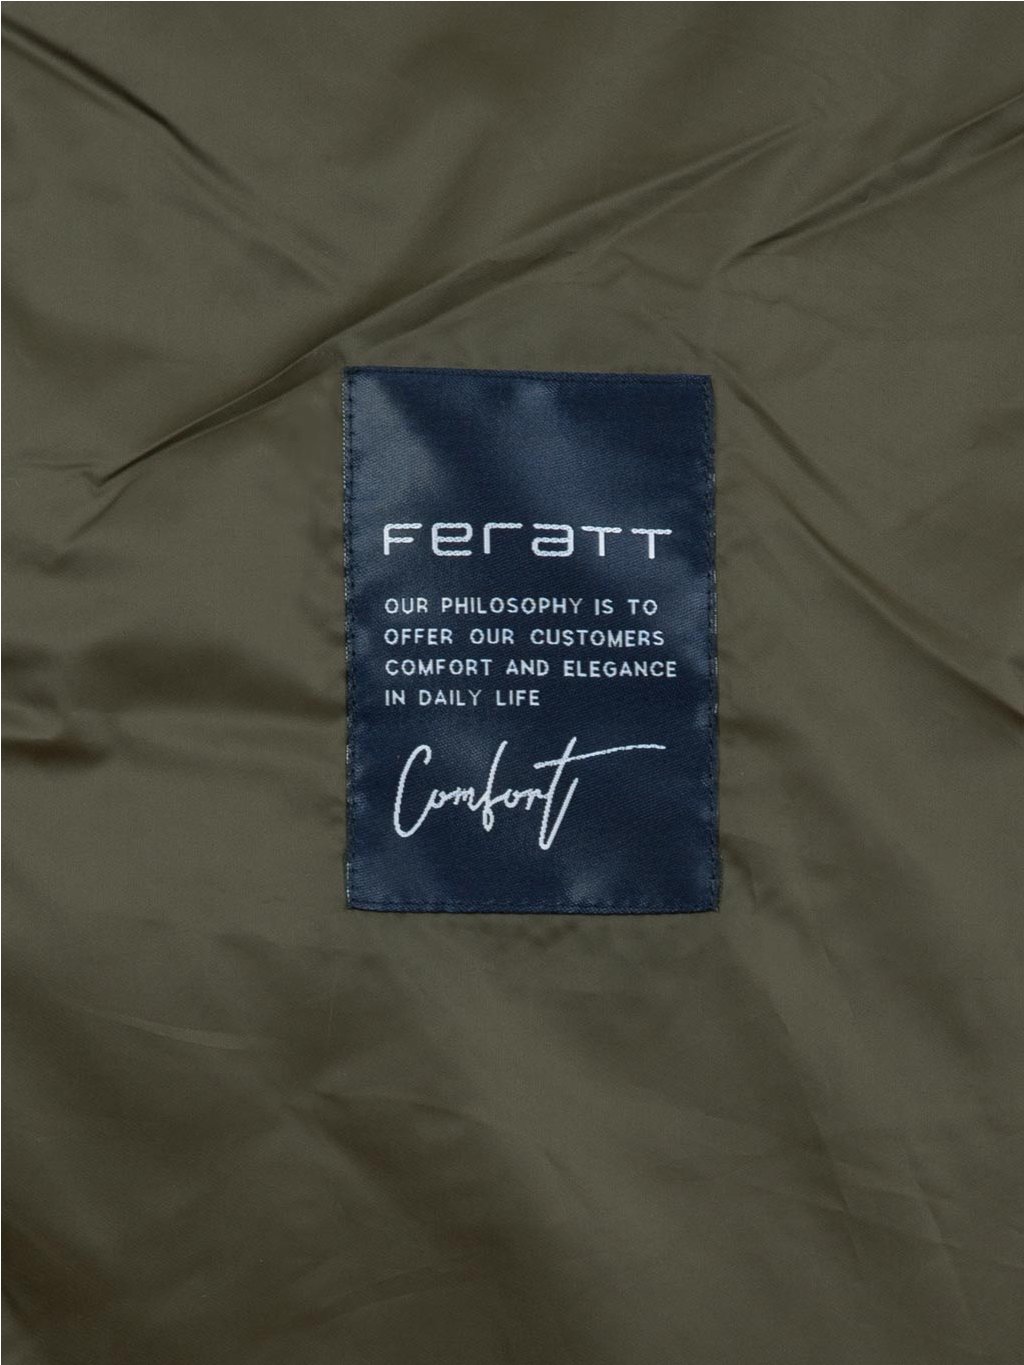 Feratt
OUR PHILOSOPHY IS TO
OFFER OUR CUSTOMERS
COMFORT AND ELEGANCE
IN DAILY LIFE
Comfort